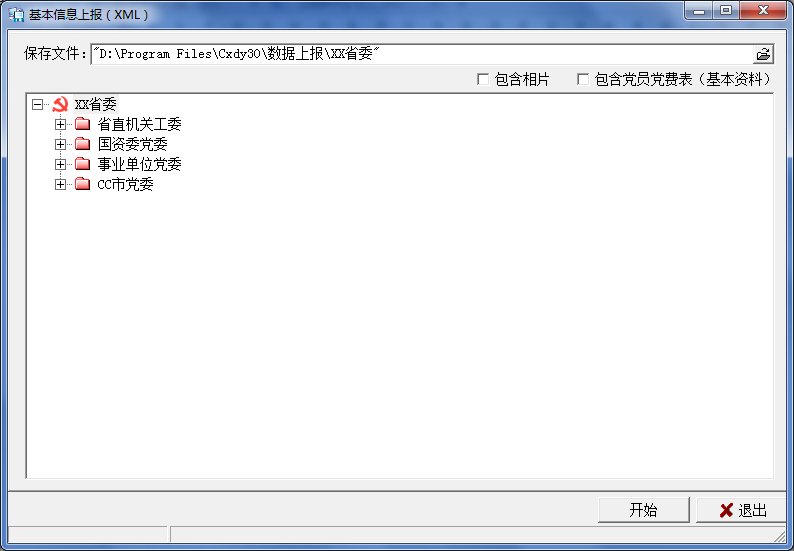 基本信息上报（XML）
保存文件："D:\Program Files\Cxdy30\数据上报\XX省委"
包含相片 包含党员党费表（基本资料）
XX省委
省直机关工委
国资委党委
事业单位党委
CC市党委
开始 退出